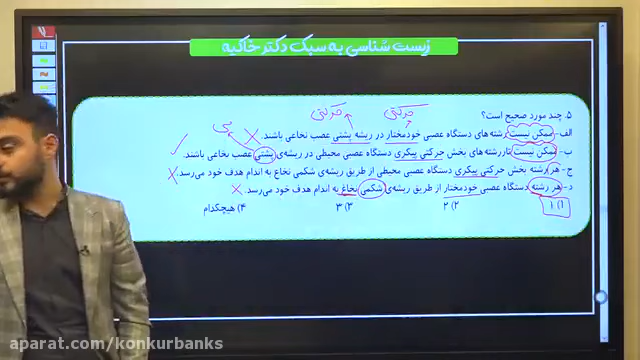 زیست شناسی به سبک دکتر خاکیه
۵. چند مورد صحیح است؟
حرکتی حرکتی
الف- ممکن نیست رشته‌های دستگاه عصبی خودمختار در ریشه پشتی عصب نخاعی باشند.
ب- ممکن نیست تاررشته‌های بخش حرکتی پیکری دستگاه عصبی محیطی در ریشه‌ی پشتی عصب نخاعی باشند.
ج- هر رشته بخش حرکتی پیکری دستگاه عصبی محیطی از طریق ریشه‌ی شکمی نخاع به اندام هدف خود می‌رسد.
د- هر رشته دستگاه عصبی خودمختار از طریق ریشه‌ی شکمی نخاع به اندام هدف خود می‌رسد.
۱) ۱ ۲) ۲ ۳) ۳ ۴) هیچکدام
aparat.com/konkurbanks